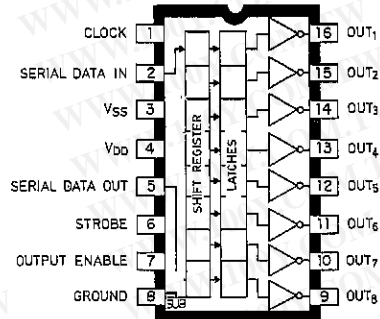 CLOCK 1 16 OUT1
SERIAL DATA IN 2 15 OUT2
VSS 3 14 OUT3
VDD 4 13 OUT4
SERIAL DATA OUT 5 12 OUT5
STROBE 6 11 OUT6
OUTPUT ENABLE 7 10 OUT7
GROUND 8 9 OUT8
SHIFT REGISTER
LATCHES
SUB